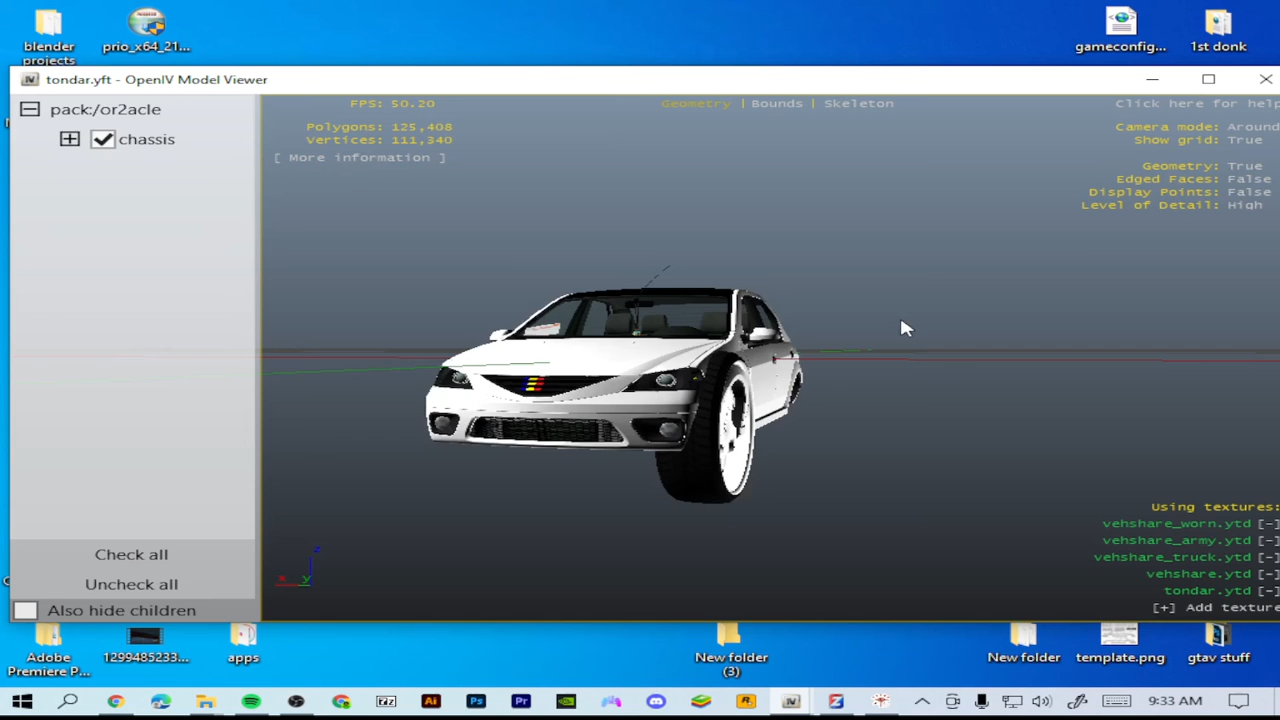 blender
projects
prio_x64_21...
gameconfig...
1st donk
tondar.yft - OpenIV Model Viewer
pack:/or2acle
chassis
FPS: 50.20
Geometry | Bounds | Skeleton
Click here for help
Polygons: 125,408
Vertices: 111,340
[ More information ]
Camera mode: Around
Show grid: True
Geometry: True
Edged Faces: False
Display Points: False
Level of Detail: High
z
x
y
Using textures:
vehshare_worn.ytd [-]
vehshare_army.ytd [-]
vehshare_truck.ytd [-]
vehshare.ytd [-]
tondar.ytd [-]
[+] Add texture
Check all
Uncheck all
Also hide children
Adobe
Premiere P...
1299485233...
apps
New folder
(3)
New folder
template.png
gtav stuff
Ai
Ps
Pr
9:33 AM